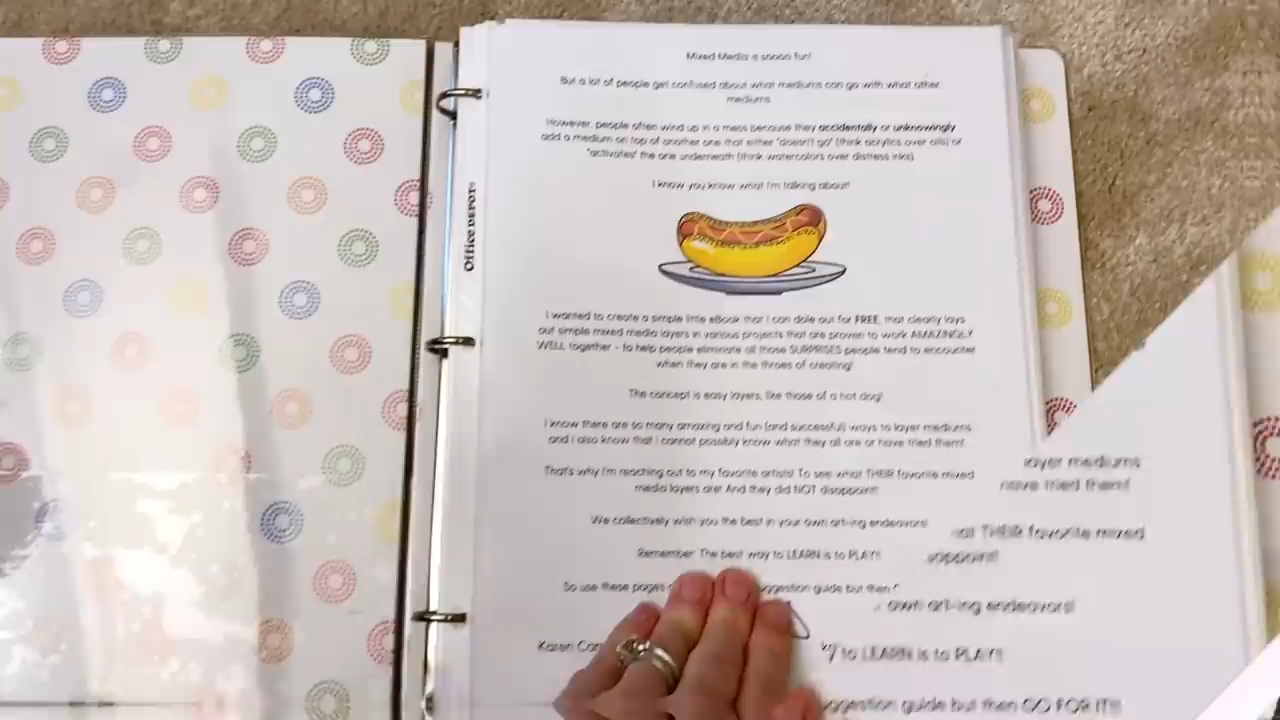 Office DEPOT®
Mixed Media is soooo fun!
But a lot of people get confused about what mediums can go with what other
mediums.
However, people often wind up in a mess because they accidentally or unknowingly
add a medium on top of another one that either "doesn't go" (think acrylics over oils) or
"activates" the one underneath (think watercolors over distress inks).
I know you know what I'm talking about!
I wanted to create a simple little eBook that I can dole out for FREE, that clearly lays
out simple mixed media layers in various projects that are proven to work AMAZINGLY
WELL together - to help people eliminate all those SURPRISES people tend to encounter
when they are in the throes of creating!
The concept is easy layers, like those of a hot dog!
I know there are so many amazing and fun (and successful) ways to layer mediums
and I also know that I cannot possibly know what they all are or have tried them!
That's why I'm reaching out to my favorite artists! To see what THEIR favorite mixed
media layers are! And they did NOT disappoint!
We collectively wish you the best in your own art-ing endeavors!
Remember: The best way to LEARN is to PLAY!!
So use these pages uggestion guide but then
Karen
layer mediums
have tried them!
at THEIR favorite mixed
sappoint!
own art-ing endeavors!
to LEARN is to PLAY!!
uggestion guide but then GO FOR IT!!